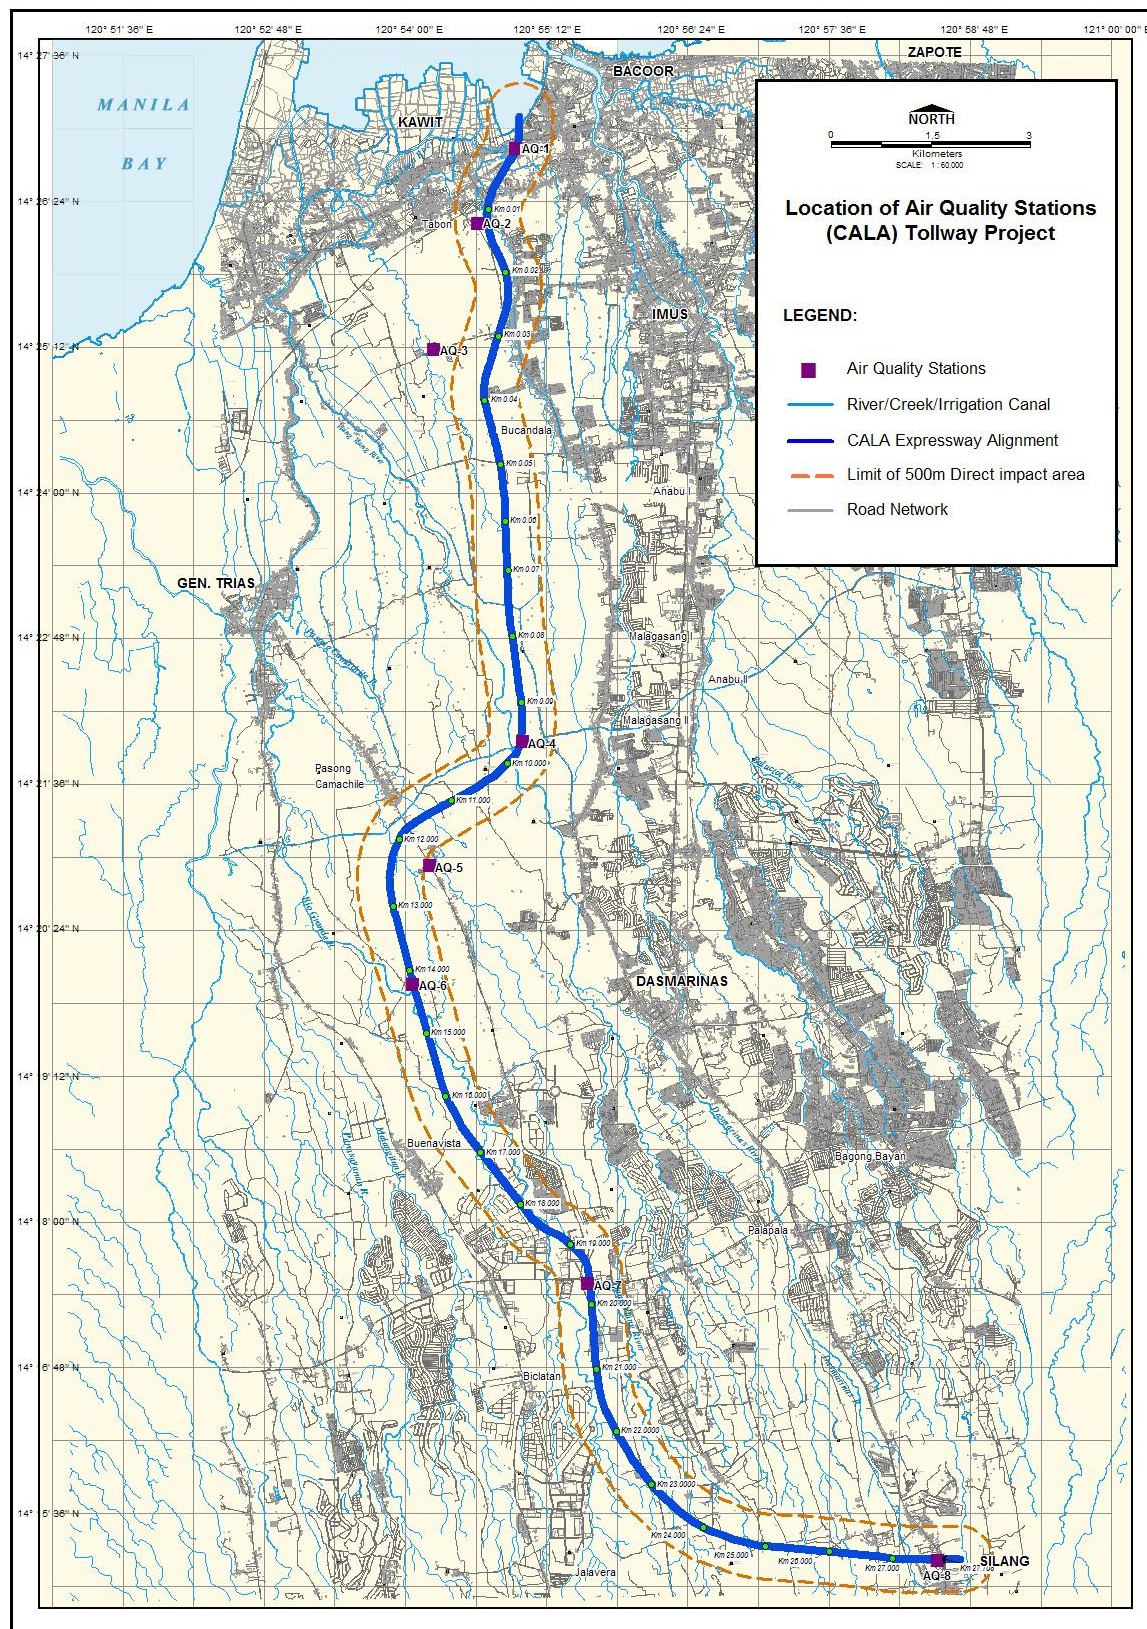 120° 51' 36" E
120° 52' 48" E
120° 54' 00" E
120° 55' 12" E
120° 56' 24" E
120° 57' 36" E
120° 58' 48" E
121° 00' 00" E
14° 27' 36" N
14° 26' 24" N
14° 25' 12" N
14° 24' 00" N
14° 22' 48" N
14° 21' 36" N
14° 20' 24" N
14° 19' 12" N
14° 18' 00" N
14° 16' 48" N
14° 15' 36" N
ZAPOTE
BACOOR
MANILA
BAY
KAWIT
NORTH
0 1.5 3
Kilometers
SCALE: 1 : 60,000
Location of Air Quality Stations
(CALA) Tollway Project
LEGEND:
Air Quality Stations
River/Creek/Irrigation Canal
CALA Expressway Alignment
Limit of 500m Direct impact area
Road Network
AQ-1
Km 0.01
Tabon
AQ-2
Km 0.02
IMUS
Km 0.03
AQ-3
Km 0.04
Bucandala
Km 0.05
Anabu I
Km 0.06
Km 0.07
GEN. TRIAS
Km 0.08
Malagasang I
Anabu II
Km 0.09
Malagasang II
AQ-4
Km 10.000
Pasong
Camachile
Km 11.000
Km 12.000
AQ-5
Km 13.000
Km 14.000
DASMARINAS
AQ-6
Km 15.000
Km 16.000
Dasmarinas River
Buenavista
Km 17.000
Bagong Bayan
Km 18.000
Palapala
Km 19.000
AQ-7
Km 20.000
Km 21.000
Biclatan
Km 22.0000
Km 23.0000
Km 24.000
Km 25.000
Km 26.000
Km 27.000
SILANG
AQ-8
Jalavera